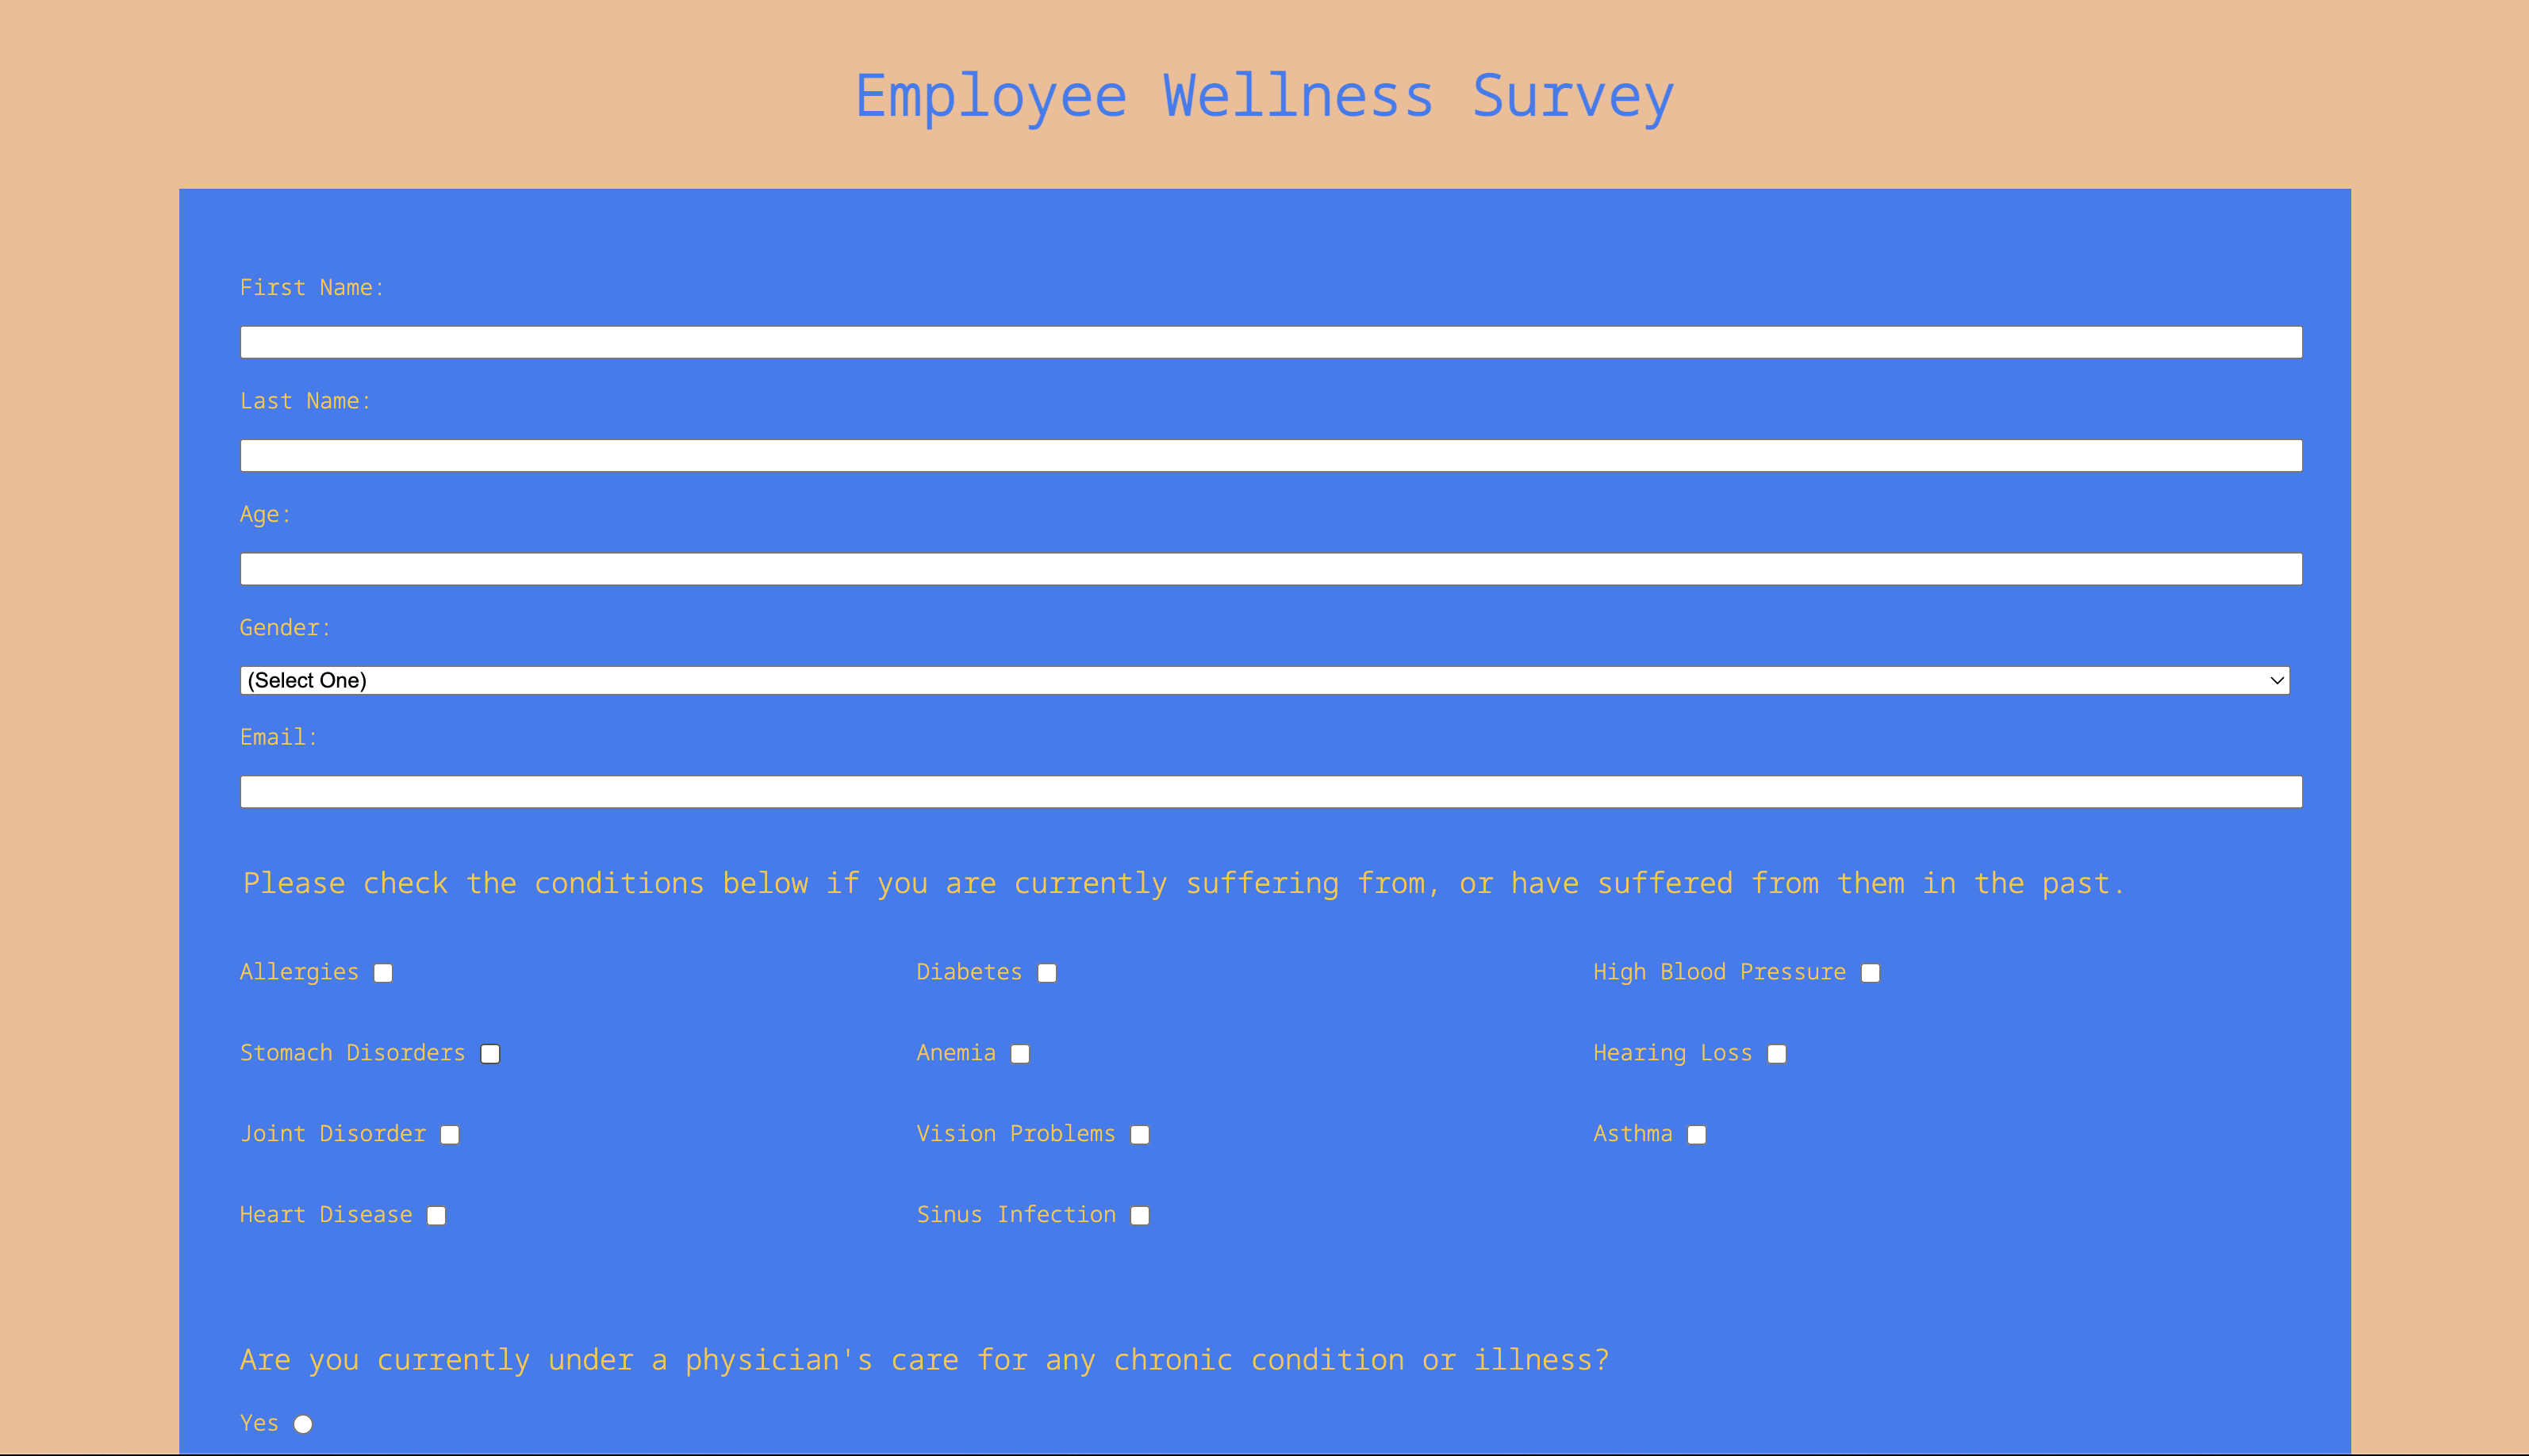 Employee Wellness Survey
First Name:
Last Name:
Age:
Gender:
(Select One)
Email:
Please check the conditions below if you are currently suffering from, or have suffered from them in the past.
Allergies Diabetes High Blood Pressure
Stomach Disorders Anemia Hearing Loss
Joint Disorder Vision Problems Asthma
Heart Disease Sinus Infection
Are you currently under a physician's care for any chronic condition or illness?
Yes